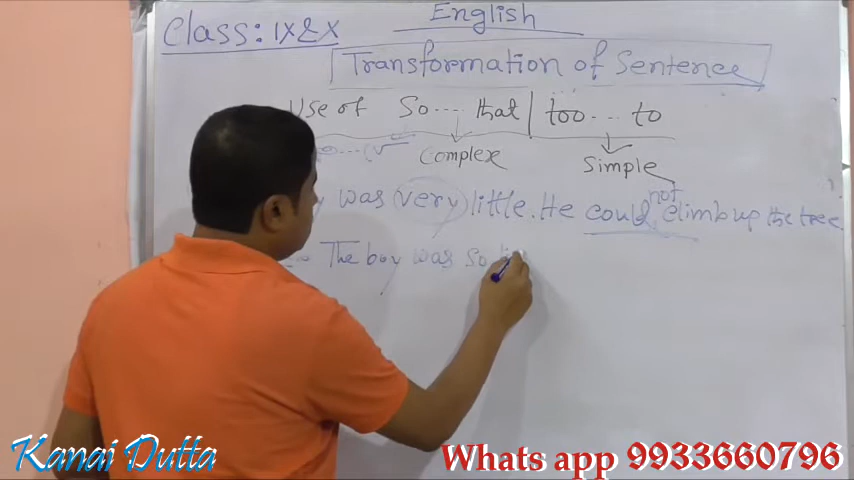 English
Class: IX & X
Transformation of Sentence
Use of So.... that too... to
Complex Simple
was very little. He could not climb up the tree.
The boy was so
Kanai Dutta
Whats app 9933660796